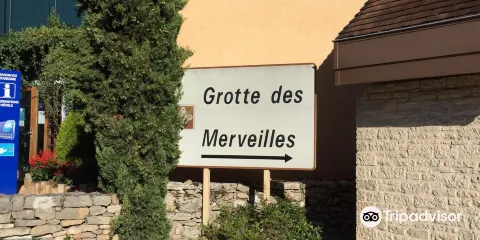 Grotte des
Merveilles
Tripadvisor